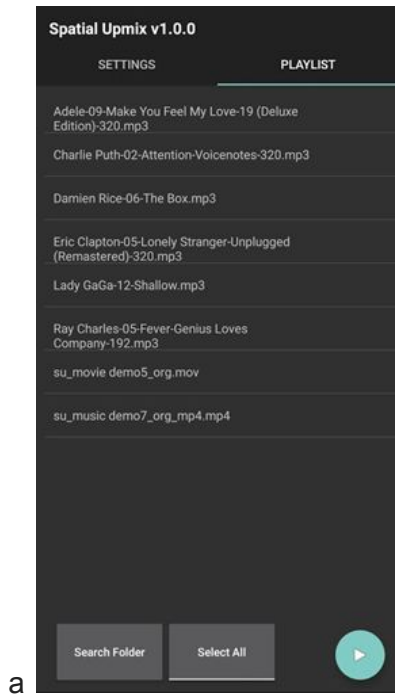 Spatial Upmix v1.0.0
SETTINGS PLAYLIST
Adele-09-Make You Feel My Love-19 (Deluxe
Edition)-320.mp3
Charlie Puth-02-Attention-Voicenotes-320.mp3
Damien Rice-06-The Box.mp3
Eric Clapton-05-Lonely Stranger-Unplugged
(Remastered)-320.mp3
Lady GaGa-12-Shallow.mp3
Ray Charles-05-Fever-Genius Loves
Company-192.mp3
su_movie demo5_org.mov
su_music demo7_org_mp4.mp4
Search Folder Select All
a